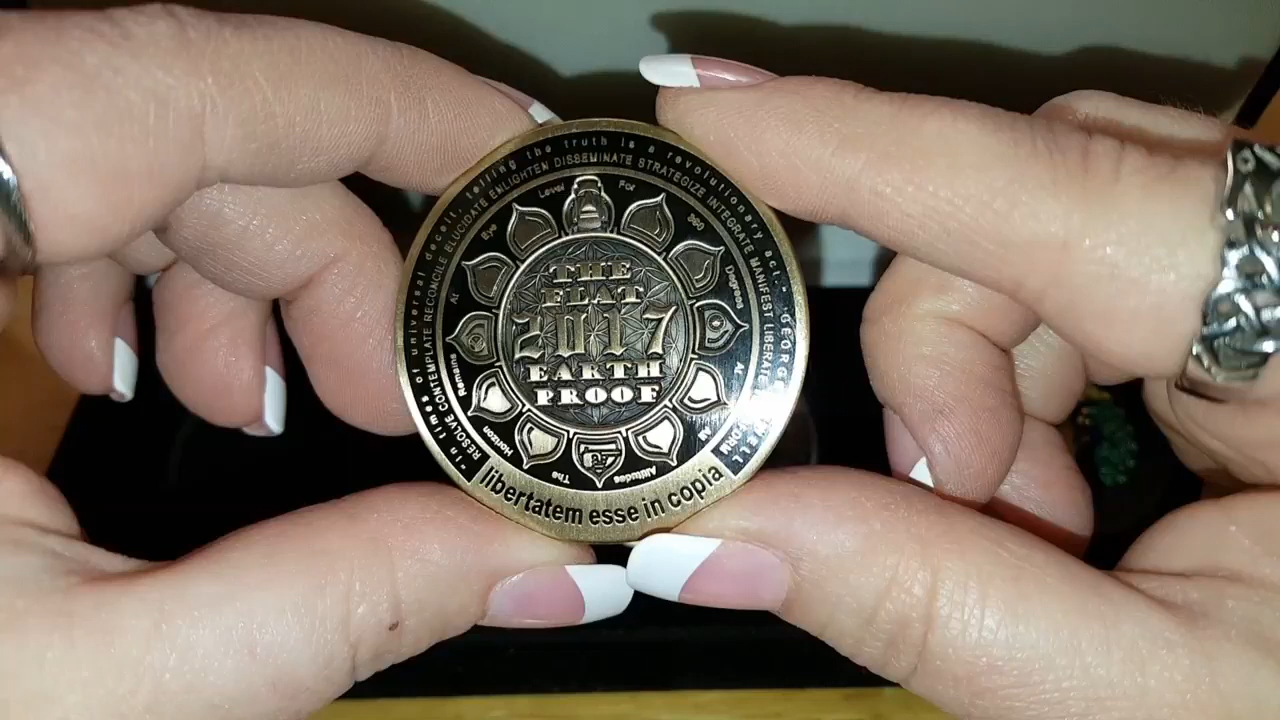 "in times of universal deceit, telling the truth is a revolutionary act."
RESOLVE CONTEMPLATE RECONCILE ELUCIDATE ENLIGHTEN DISSEMINATE STRATEGIZE INTEGRATE MANIFEST LIBERATE
The Horizon Remains At Eye Level For 360 Degrees At All Altitudes
THE
FLAT
2017
EARTH
PROOF
libertatem esse in copia